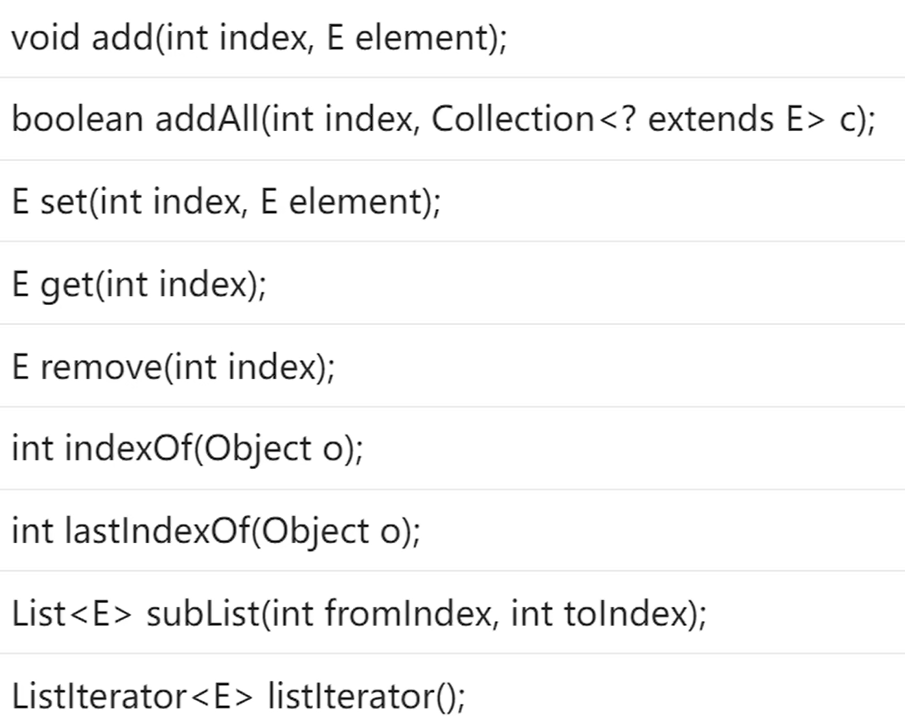 void add(int index, E element);
boolean addAll(int index, Collection<? extends E> c);
E set(int index, E element);
E get(int index);
E remove(int index);
int indexOf(Object o);
int lastIndexOf(Object o);
List<E> subList(int fromIndex, int toIndex);
ListIterator<E> listIterator();